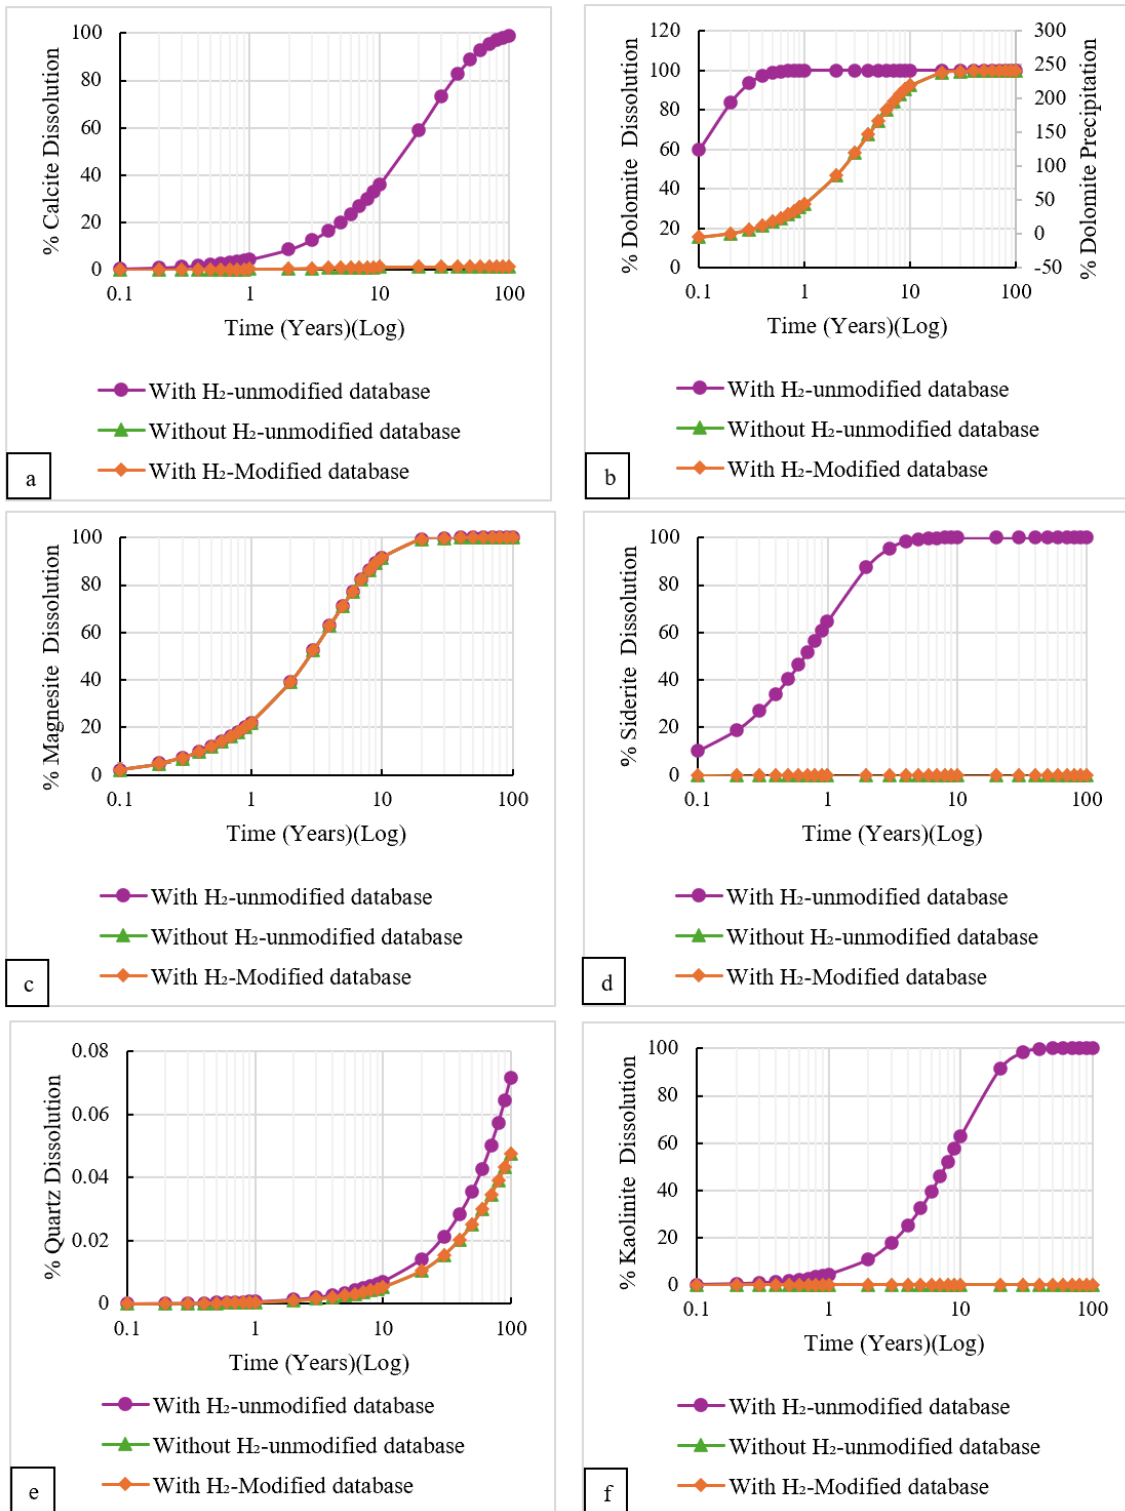 % Calcite Dissolution
100
80
60
40
20
0
0.1 1 10 100
Time (Years)(Log)
With H₂-unmodified database
Without H₂-unmodified database
With H₂-Modified database
a
% Dolomite Dissolution
120
100
80
60
40
20
0
300
250
200
150
100
50
0
-50
% Dolomite Precipitation
0.1 1 10 100
Time (Years)(Log)
With H₂-unmodified database
Without H₂-unmodified database
With H₂-Modified database
b
% Magnesite Dissolution
100
80
60
40
20
0
0.1 1 10 100
Time (Years)(Log)
With H₂-unmodified database
Without H₂-unmodified database
With H₂-Modified database
c
% Siderite Dissolution
100
80
60
40
20
0
0.1 1 10 100
Time (Years)(Log)
With H₂-unmodified database
Without H₂-unmodified database
With H₂-Modified database
d
% Quartz Dissolution
0.08
0.06
0.04
0.02
0
0.1 1 10 100
Time (Years)(Log)
With H₂-unmodified database
Without H₂-unmodified database
With H₂-Modified database
e
% Kaolinite Dissolution
100
80
60
40
20
0
0.1 1 10 100
Time (Years)(Log)
With H₂-unmodified database
Without H₂-unmodified database
With H₂-Modified database
f